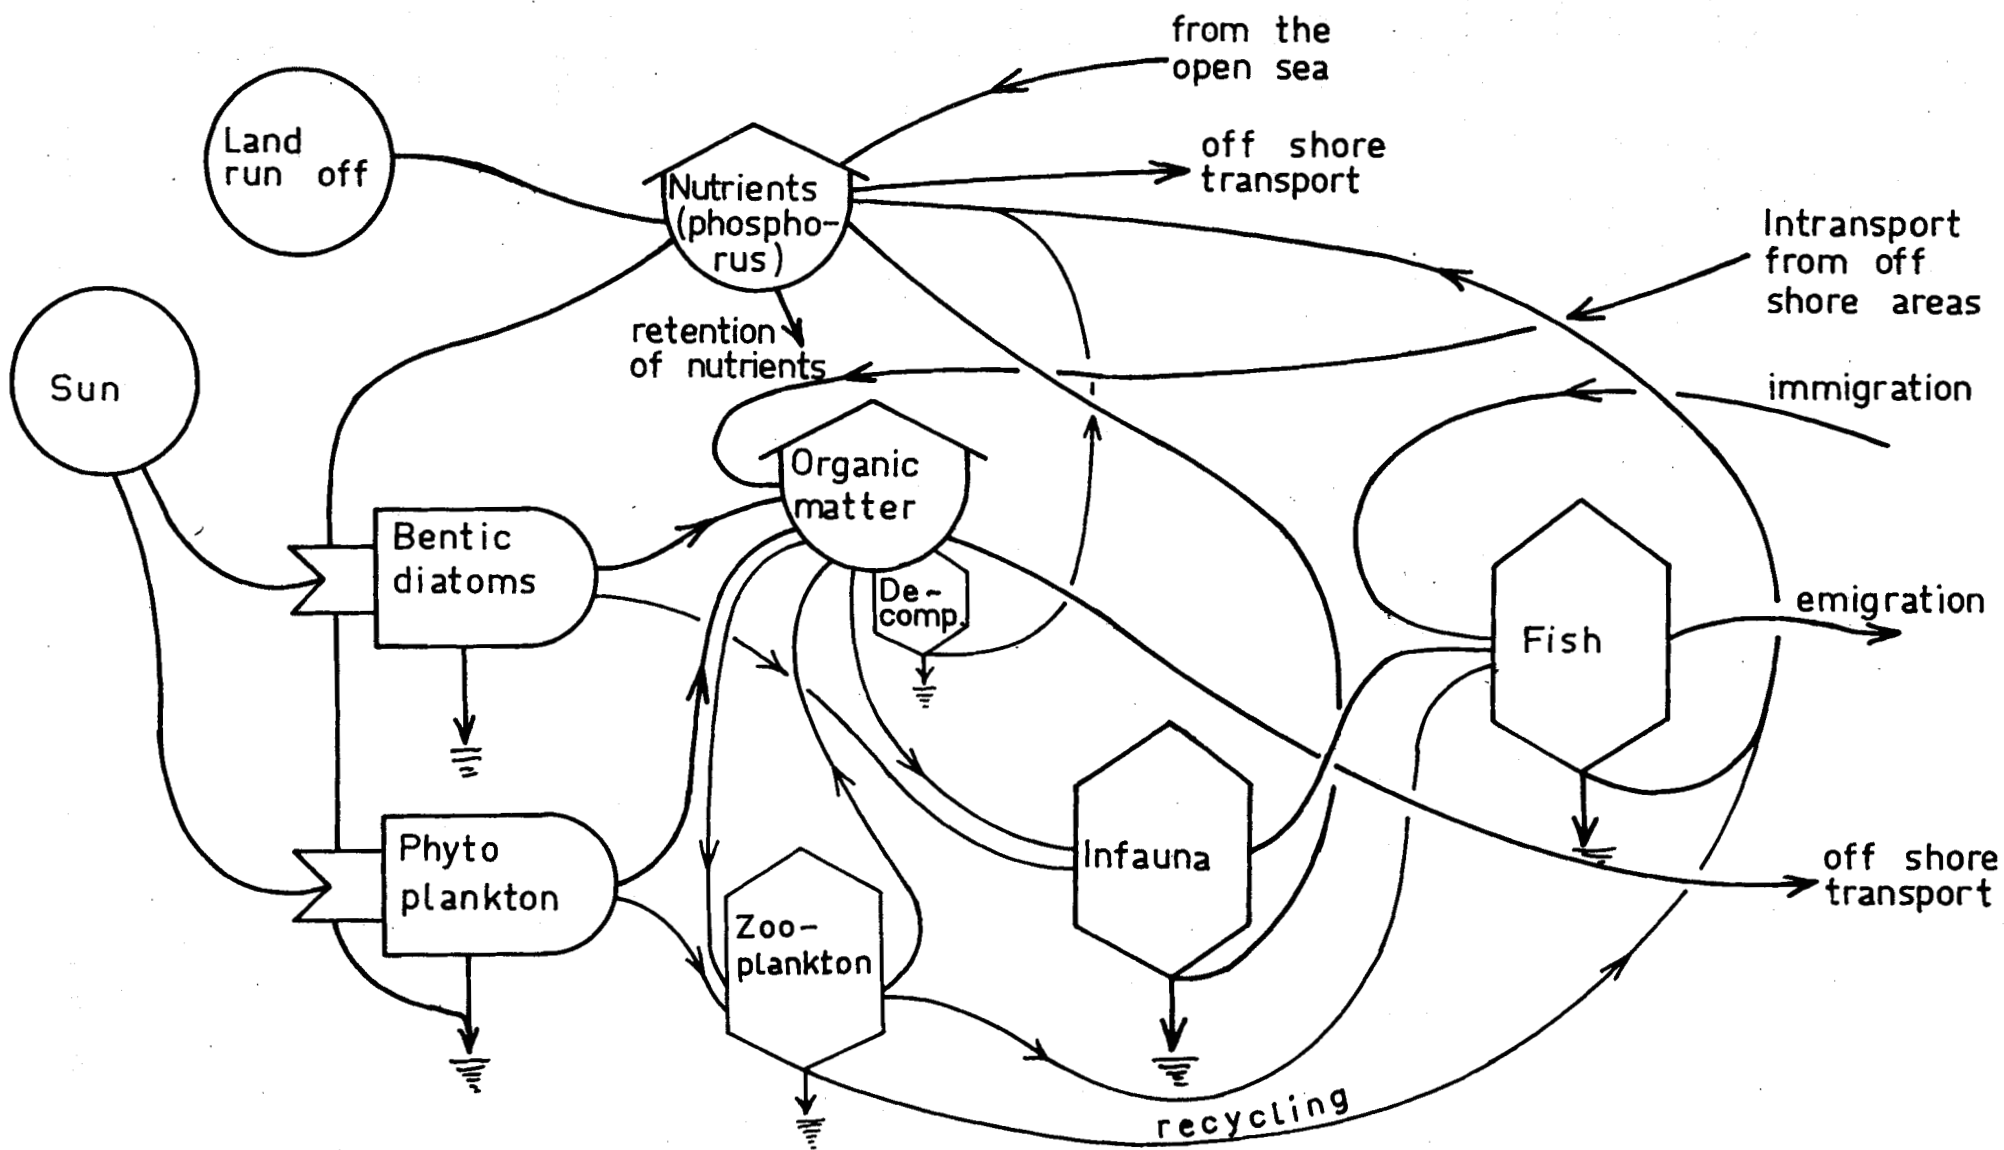 from the
open sea
Land
run off
off shore
transport
Nutrients
(phospho-
rus)
Intransport
from off
shore areas
retention
of nutrients
Sun
immigration
Organic
matter
Bentic
diatoms
De-
comp.
emigration
Fish
Phyto
plankton
Infauna
off shore
transport
Zoo-
plankton
recycling